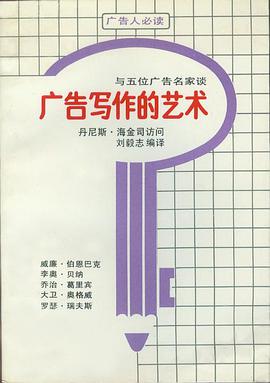 广告人必读
与五位广告名家谈
广告写作的艺术
丹尼斯·海金司访问
刘毅志编译
威廉·伯恩巴克
李奥·贝纳
乔治·葛里宾
大卫·奥格威
罗瑟·瑞夫斯